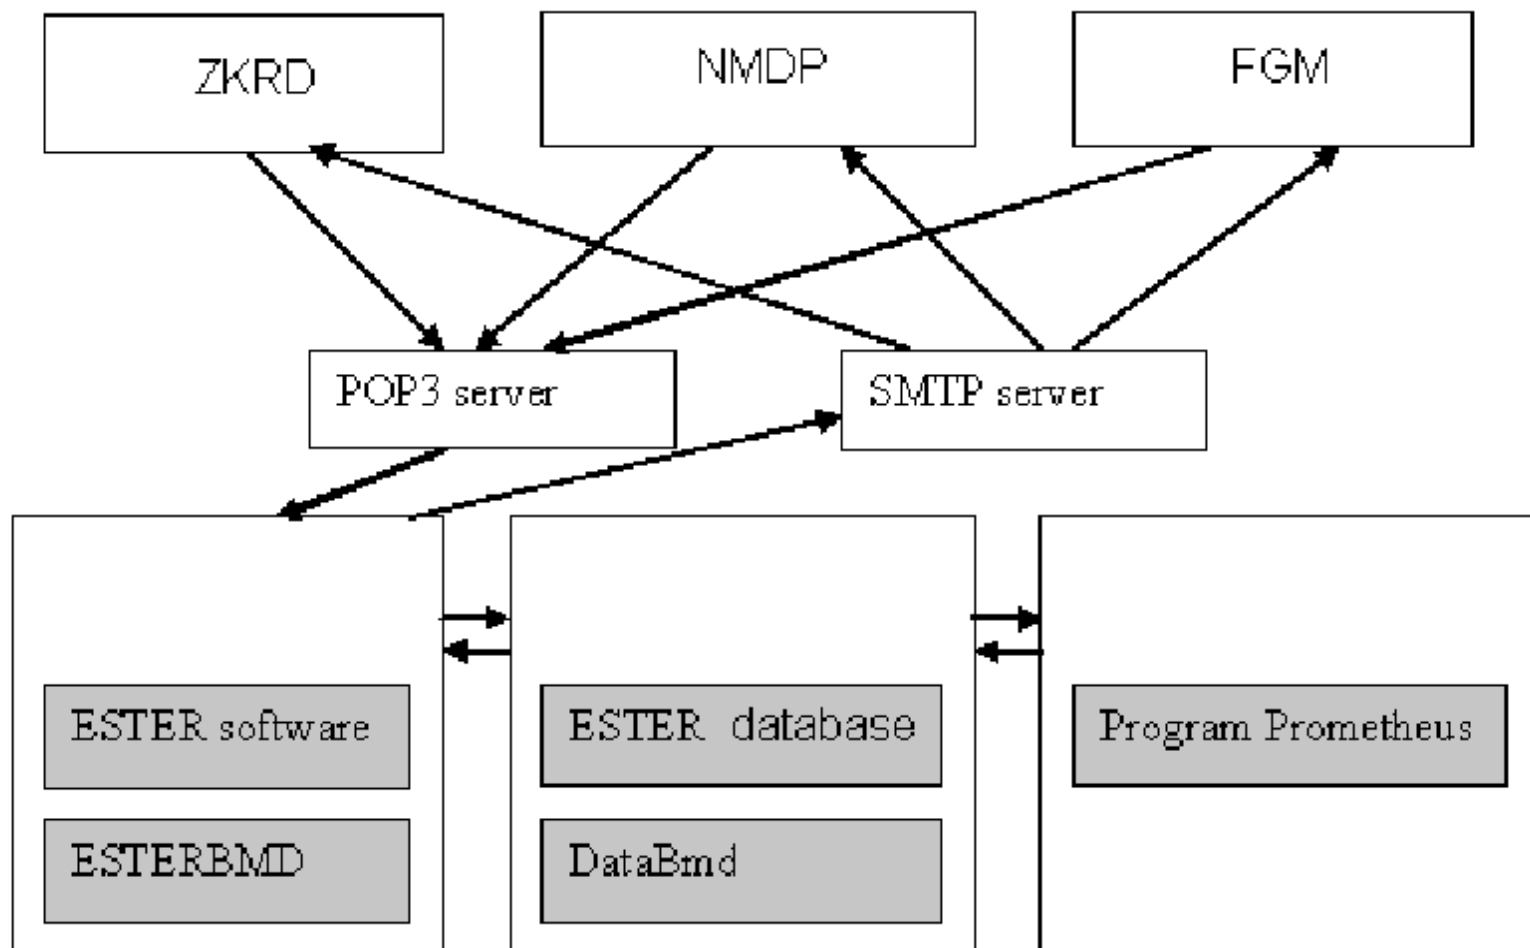 ZKRD
NMDP
FGM
POP3 server
SMTP server
ESTER software
ESTER database
Program Prometheus
ESTERBMD
DataBmd